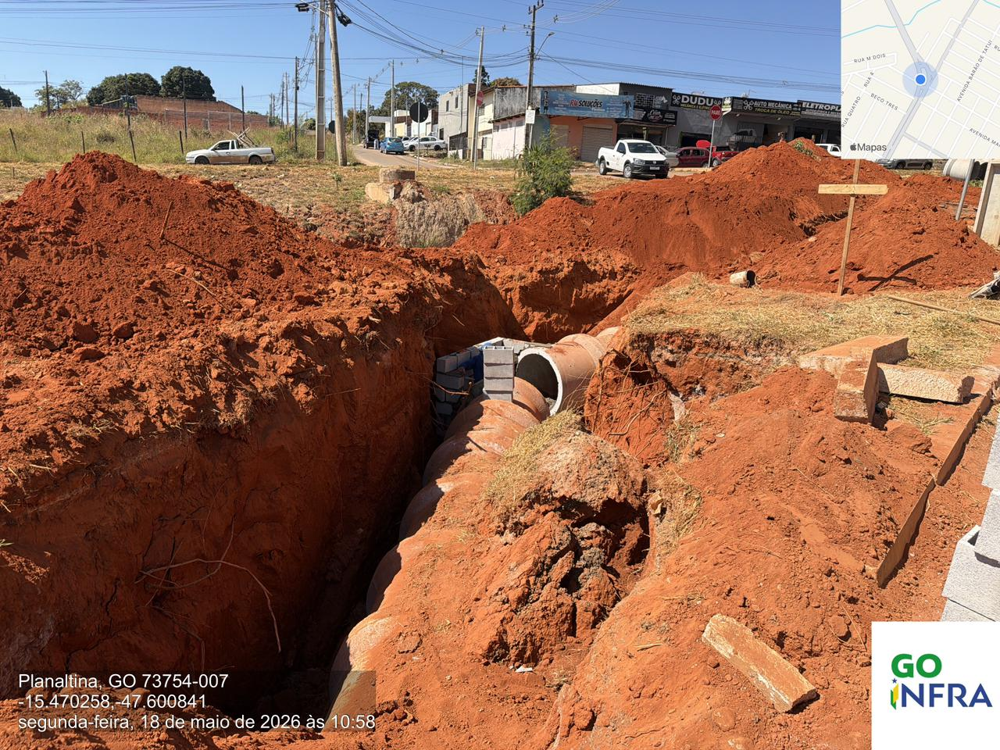 RUA M DOIS
RUA 4
BECO TRES
RUA QUATRO
AVENIDA BARÃO DE TATUÍ
AVENIDA MA
Mapas
R4 SOLUÇÕES
DUDU
AUTO MECÂNICA
TROCA DE ÓLEO
ELETROPL
PARE
Planaltina, GO 73754-007
-15.470258,-47.600841
segunda-feira, 18 de maio de 2026 às 10:58
GO
INFRA